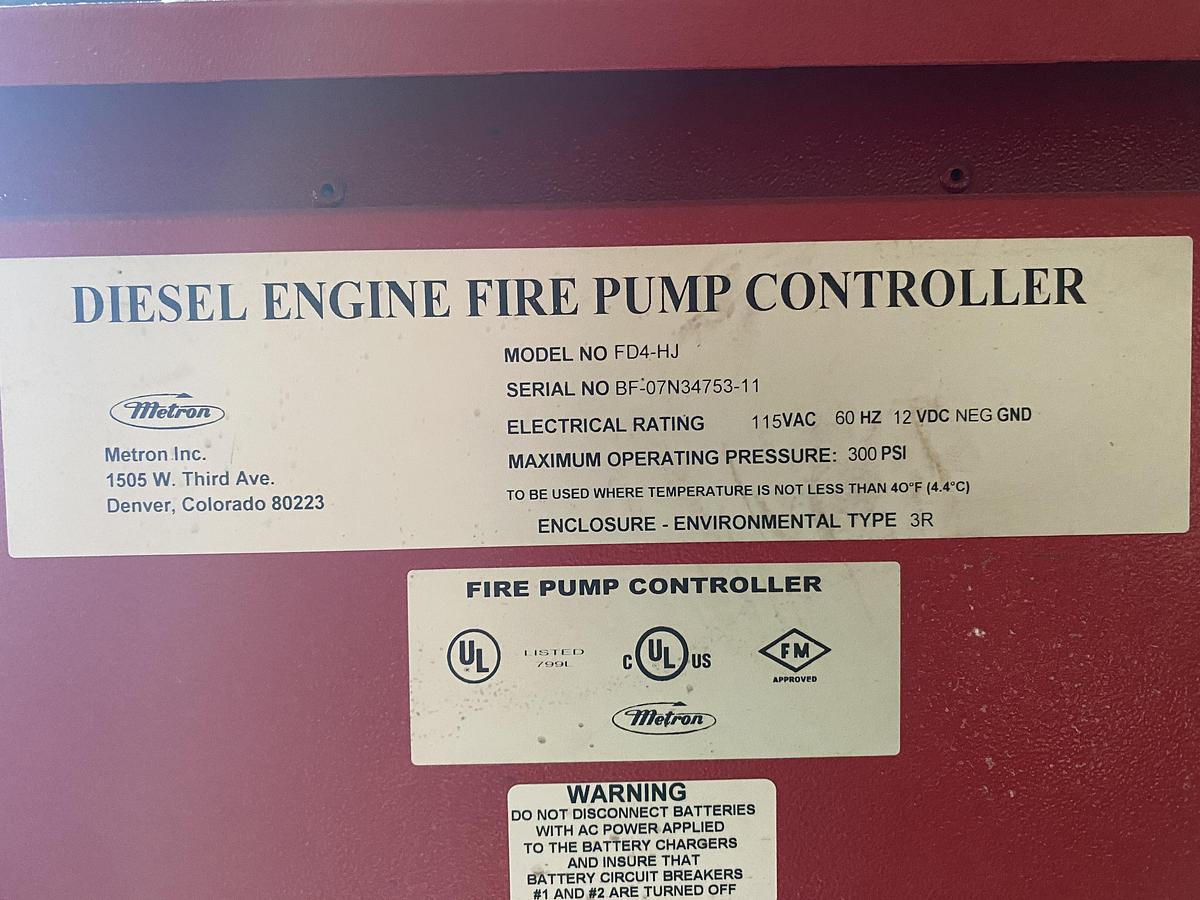 DIESEL ENGINE FIRE PUMP CONTROLLER
MODEL NO FD4-HJ
SERIAL NO BF-07N34753-11
ELECTRICAL RATING 115VAC 60 HZ 12 VDC NEG GND
MAXIMUM OPERATING PRESSURE: 300 PSI
TO BE USED WHERE TEMPERATURE IS NOT LESS THAN 4O°F (4.4°C)
ENCLOSURE - ENVIRONMENTAL TYPE 3R
Metron
Metron Inc.
1505 W. Third Ave.
Denver, Colorado 80223
FIRE PUMP CONTROLLER
UL
LISTED
799L
C UL US
FM
APPROVED
Metron
WARNING
DO NOT DISCONNECT BATTERIES
WITH AC POWER APPLIED
TO THE BATTERY CHARGERS
AND INSURE THAT
BATTERY CIRCUIT BREAKERS
#1 AND #2 ARE TURNED OFF